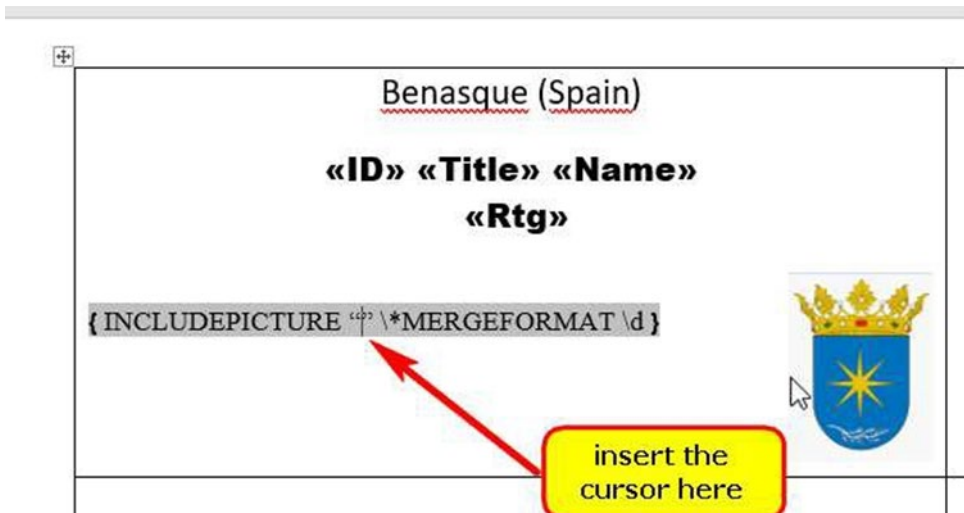 Benasque (Spain)
«ID» «Title» «Name»
«Rtg»
{ INCLUDEPICTURE “” \*MERGEFORMAT \d }
insert the
cursor here